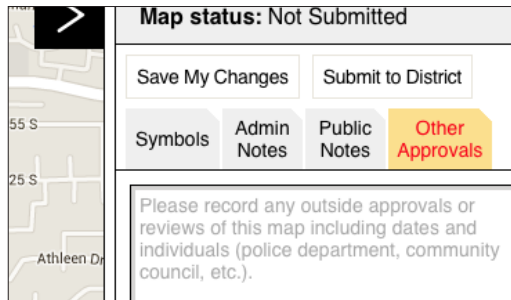 Map status: Not Submitted
Save My Changes Submit to District
Symbols Admin Notes Public Notes Other Approvals
55 S
25 S
Athleen Dr
Please record any outside approvals or
reviews of this map including dates and
individuals (police department, community
council, etc.).